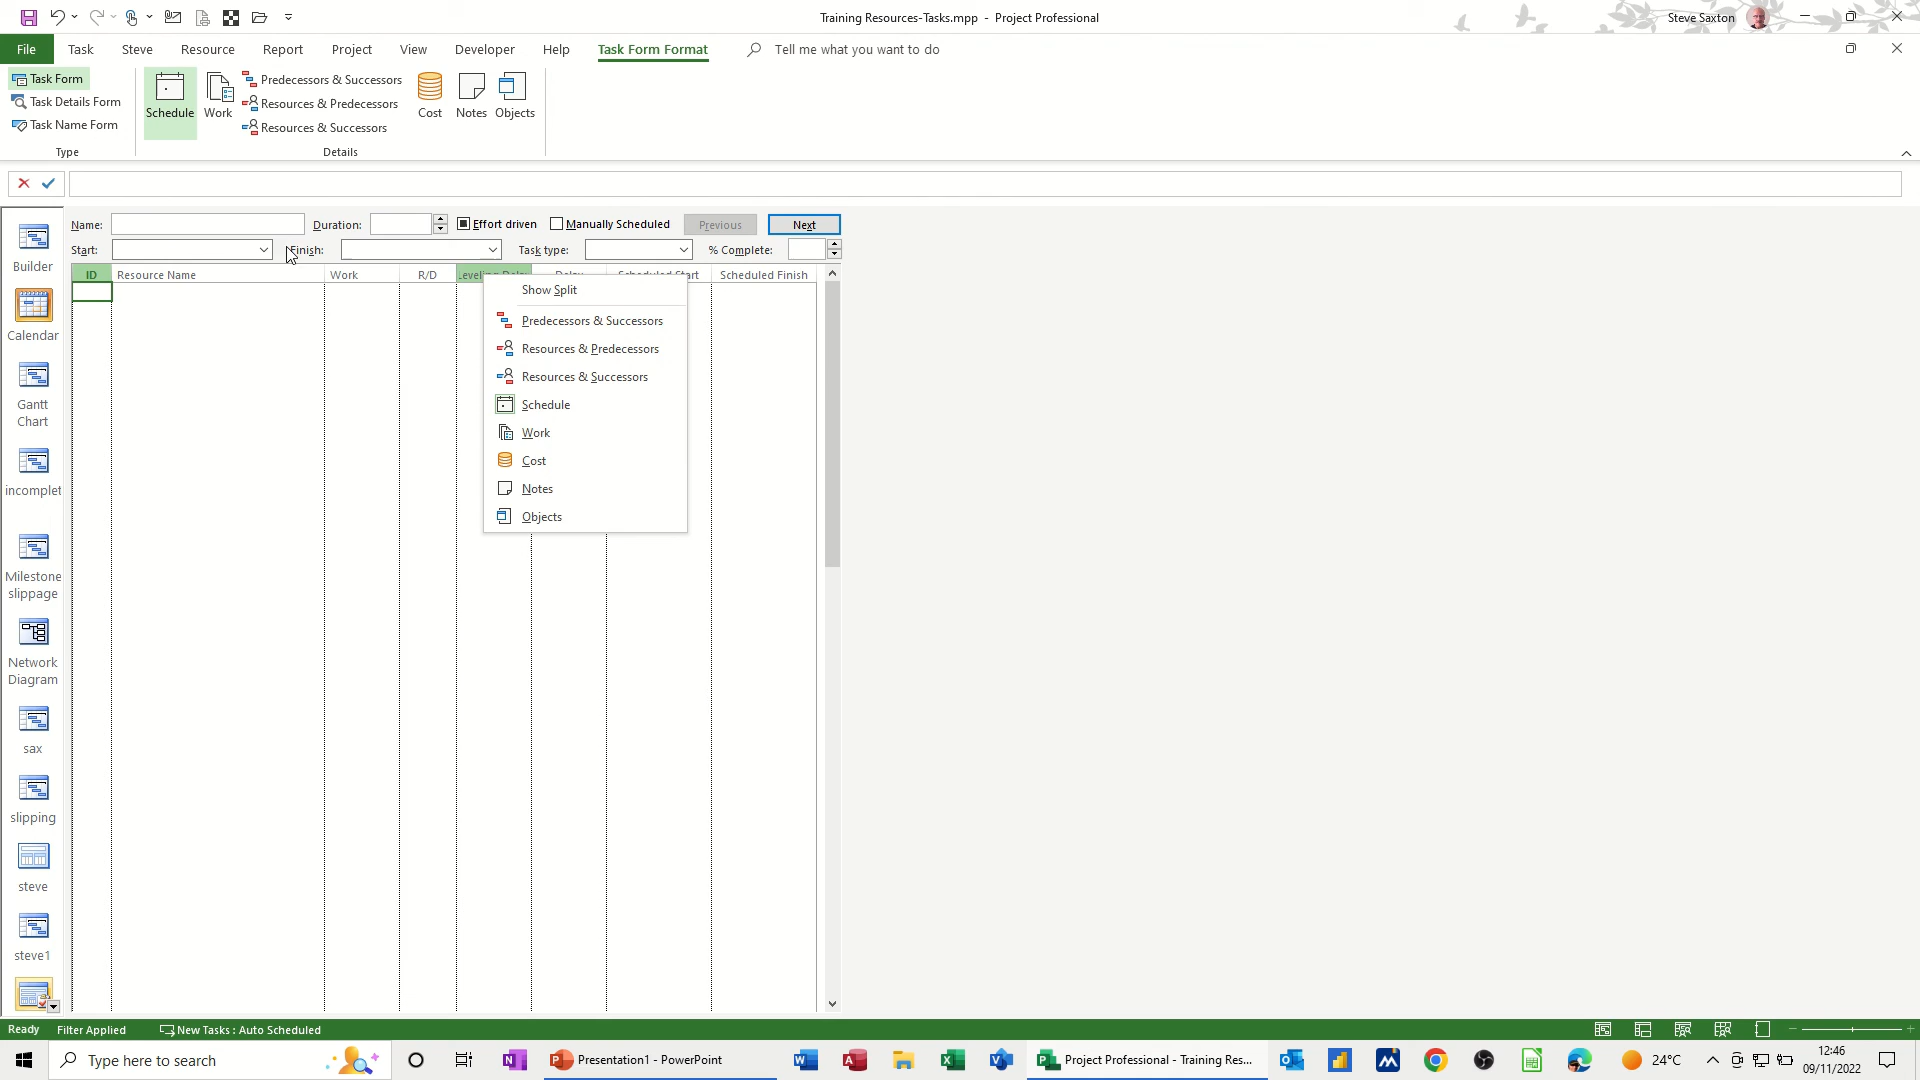 Training Resources-Tasks.mpp - Project Professional
Steve Saxton
File Task Steve Resource Report Project View Developer Help Task Form Format Tell me what you want to do
Task Form
Task Details Form
Task Name Form
Type
Schedule
Work
Predecessors & Successors
Resources & Predecessors
Resources & Successors
Cost
Notes
Objects
Details
Name: Duration: Effort driven Manually Scheduled Previous Next
Start: Finish: Task type: % Complete:
ID Resource Name Work R/D Leveling Delay Delay Scheduled Start Scheduled Finish
Show Split
Predecessors & Successors
Resources & Predecessors
Resources & Successors
Schedule
Work
Cost
Notes
Objects
Builder
Calendar
Gantt
Chart
incomplet
Milestone
slippage
Network
Diagram
sax
slipping
steve
steve1
Ready Filter Applied New Tasks : Auto Scheduled
Type here to search
Presentation1 - PowerPoint
Project Professional - Training Res...
24°C
12:46
09/11/2022